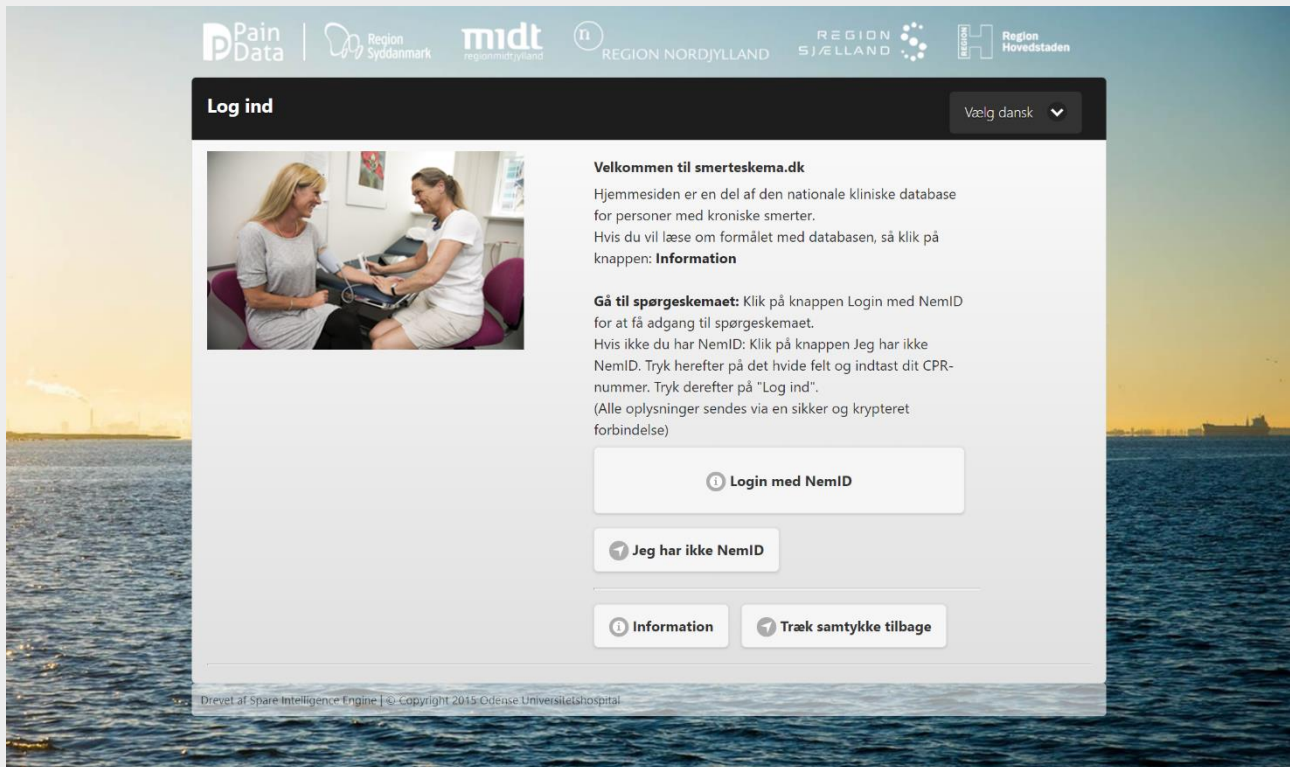 Pain
Data
Region
Syddanmark
midt
regionmidtjylland
n
REGION NORDJYLLAND
REGION
SJÆLLAND
REGION
H
Region
Hovedstaden
Log ind
Vælg dansk
Velkommen til smerteskema.dk
Hjemmesiden er en del af den nationale kliniske database
for personer med kroniske smerter.
Hvis du vil læse om formålet med databasen, så klik på
knappen: Information
Gå til spørgeskemaet: Klik på knappen Login med NemID
for at få adgang til spørgeskemaet.
Hvis ikke du har NemID: Klik på knappen Jeg har ikke
NemID. Tryk herefter på det hvide felt og indtast dit CPR-
nummer. Tryk derefter på "Log ind".
(Alle oplysninger sendes via en sikker og krypteret
forbindelse)
Login med NemID
Jeg har ikke NemID
Information
Træk samtykke tilbage
Drevet af Spare Intelligence Engine | © Copyright 2015 Odense Universitetshospital